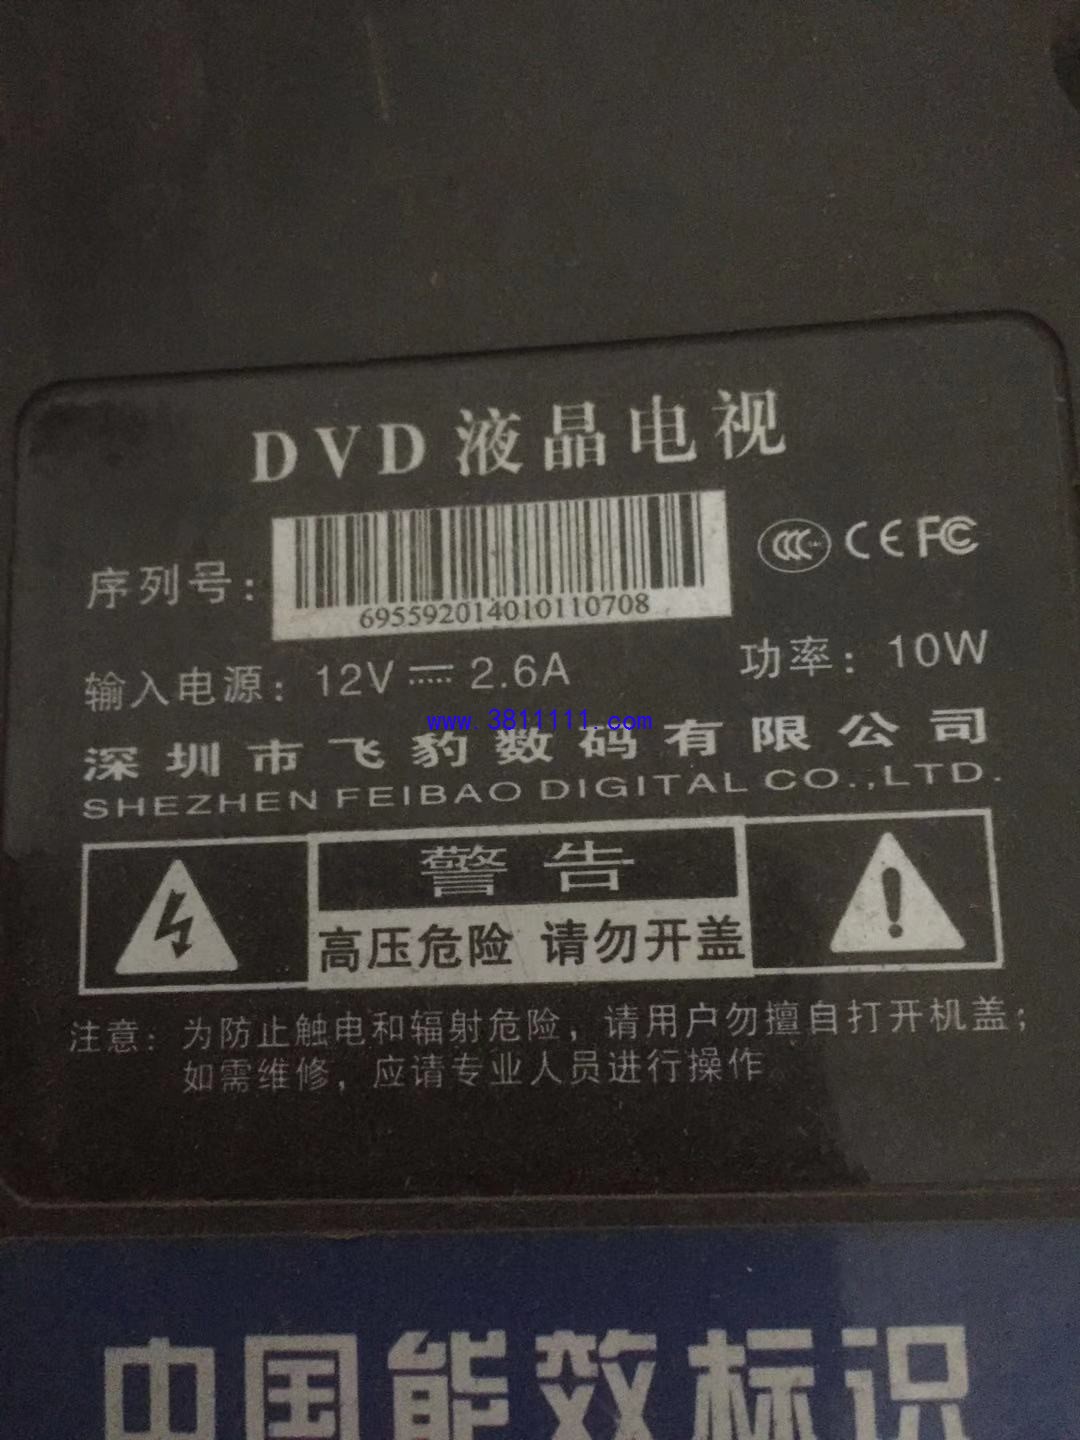 DVD 液晶电视
序列号：
695592014010110708
CCC CE FC
输入电源：12V 2.6A 功率：10W
www.3811111.com
深圳市飞豹数码有限公司
SHEZHEN FEIBAO DIGITAL CO.,LTD.
警告
高压危险 请勿开盖
注意：为防止触电和辐射危险，请用户勿擅自打开机盖；
如需维修，应请专业人员进行操作
中国能效标识